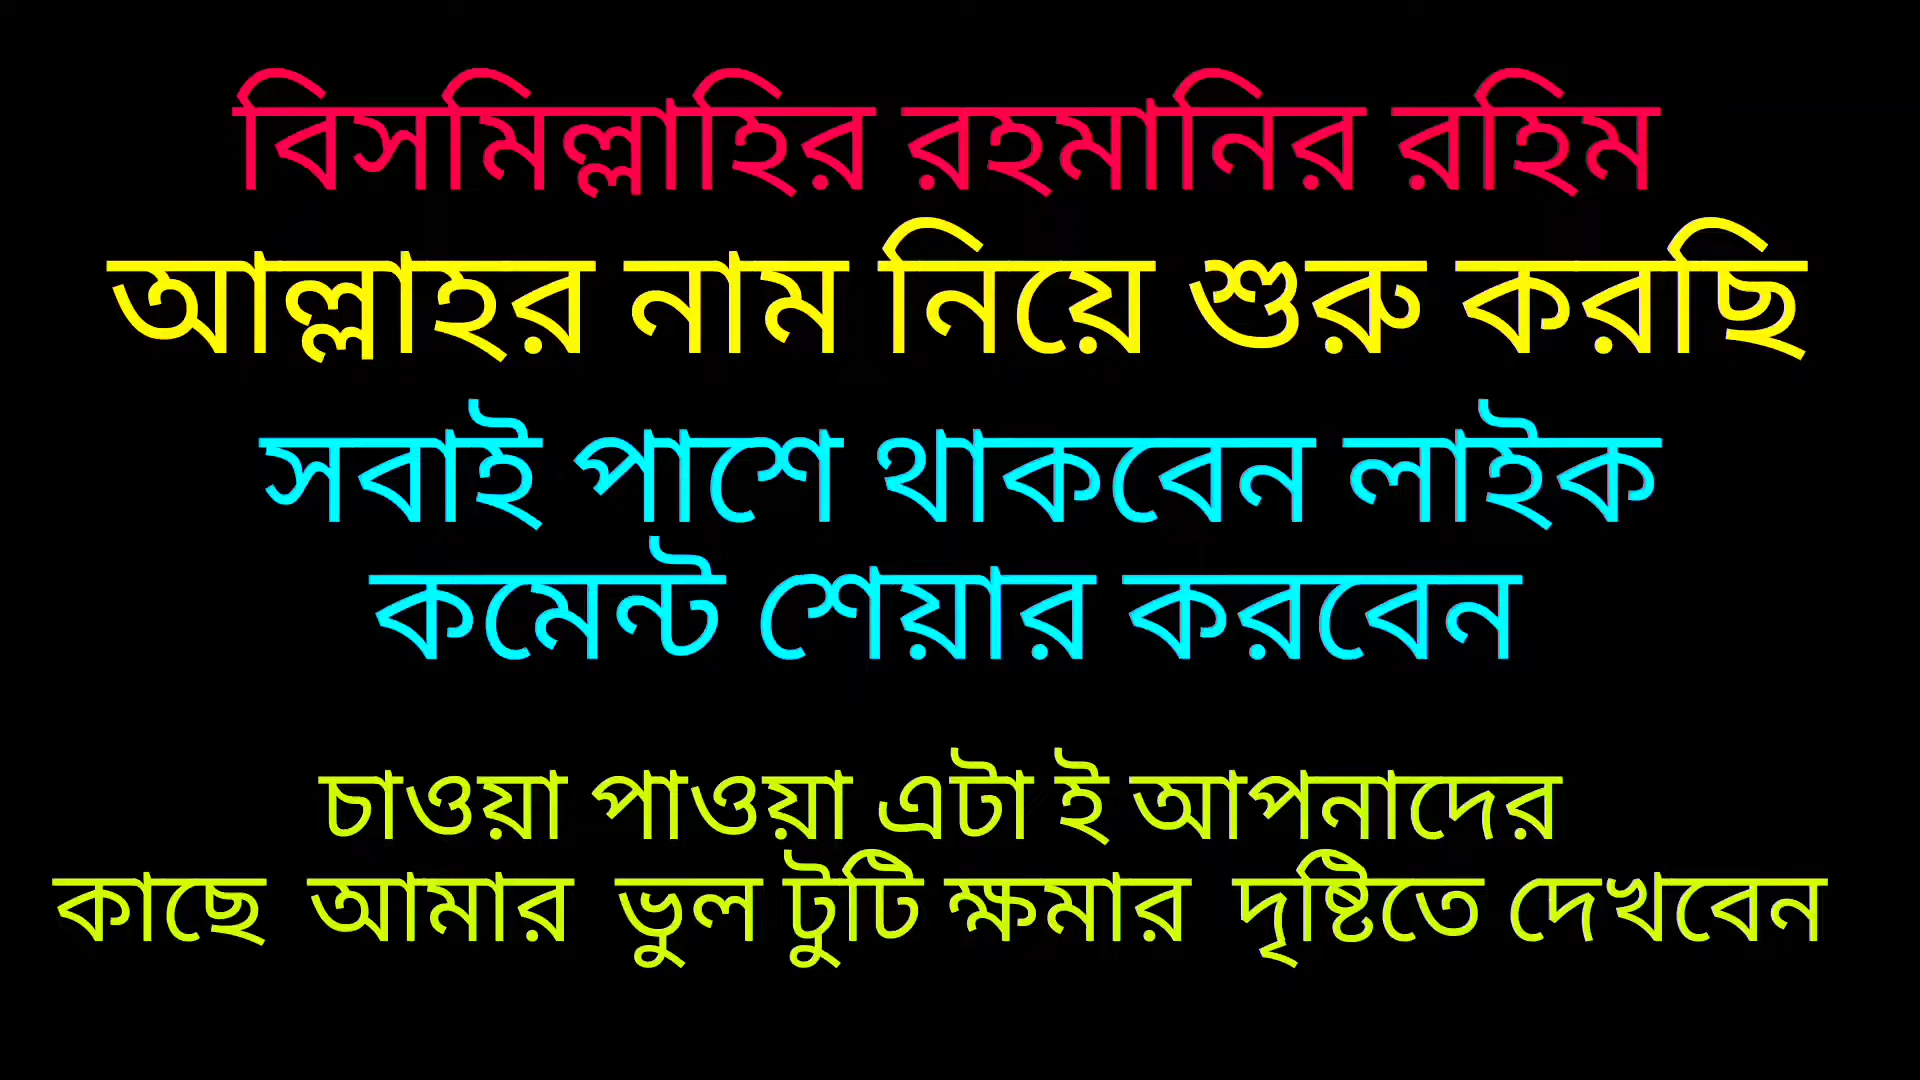 বিসমিল্লাহির রহমানির রহিম
আল্লাহর নাম নিয়ে শুরু করছি
সবাই পাশে থাকবেন লাইক
কমেন্ট শেয়ার করবেন
চাওয়া পাওয়া এটা ই আপনাদের
কাছে আমার ভুল টুটি ক্ষমার দৃষ্টিতে দেখবেন